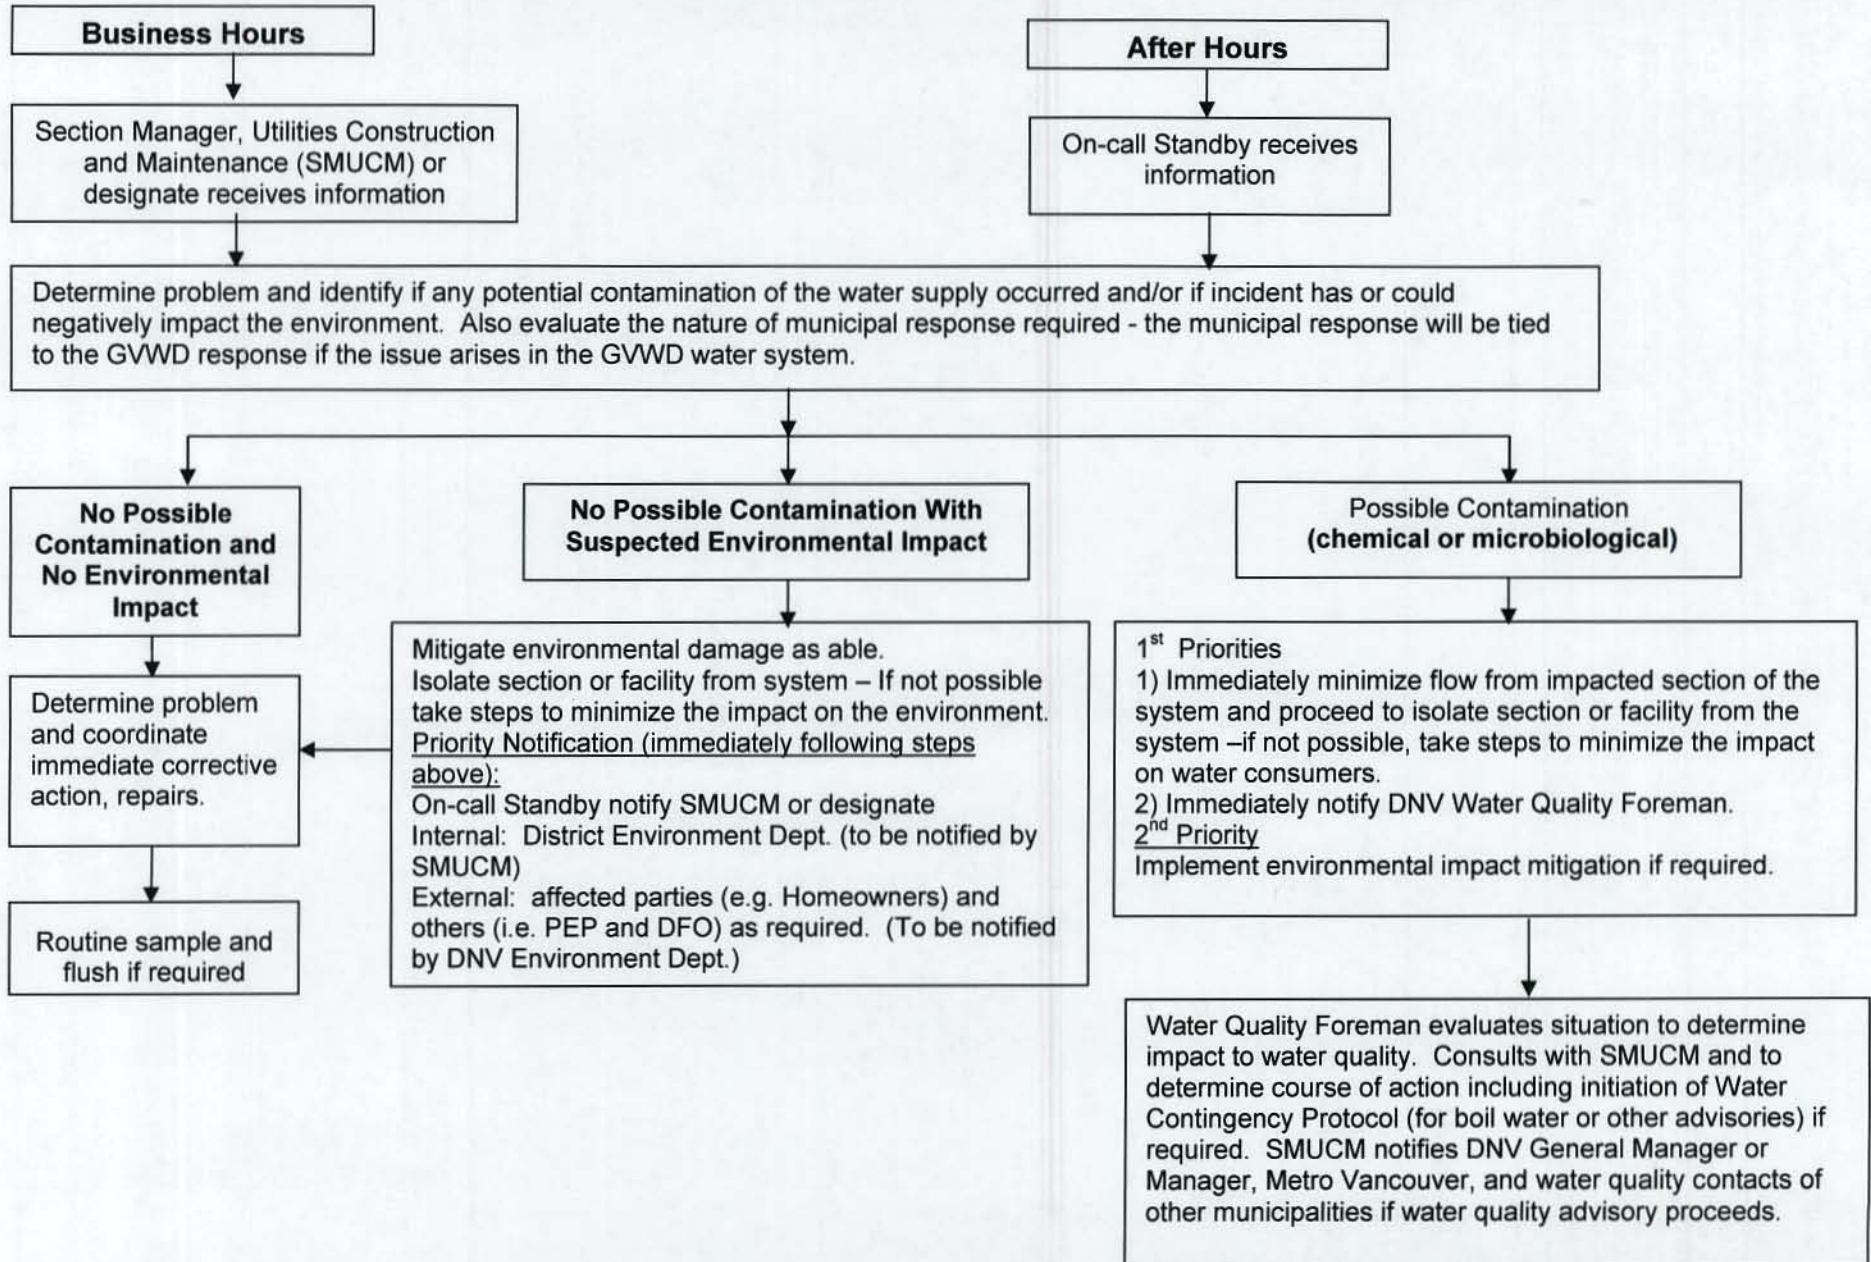 Business Hours
After Hours
Section Manager, Utilities Construction
and Maintenance (SMUCM) or
designate receives information
On-call Standby receives
information
Determine problem and identify if any potential contamination of the water supply occurred and/or if incident has or could
negatively impact the environment. Also evaluate the nature of municipal response required - the municipal response will be tied
to the GVWD response if the issue arises in the GVWD water system.
No Possible
Contamination and
No Environmental
Impact
No Possible Contamination With
Suspected Environmental Impact
Possible Contamination
(chemical or microbiological)
Determine problem
and coordinate
immediate corrective
action, repairs.
Routine sample and
flush if required
Mitigate environmental damage as able.
Isolate section or facility from system – If not possible
take steps to minimize the impact on the environment.
Priority Notification (immediately following steps
above):
On-call Standby notify SMUCM or designate
Internal: District Environment Dept. (to be notified by
SMUCM)
External: affected parties (e.g. Homeowners) and
others (i.e. PEP and DFO) as required. (To be notified
by DNV Environment Dept.)
1st Priorities
1) Immediately minimize flow from impacted section of the
system and proceed to isolate section or facility from the
system –if not possible, take steps to minimize the impact
on water consumers.
2) Immediately notify DNV Water Quality Foreman.
2nd Priority
Implement environmental impact mitigation if required.
Water Quality Foreman evaluates situation to determine
impact to water quality. Consults with SMUCM and to
determine course of action including initiation of Water
Contingency Protocol (for boil water or other advisories) if
required. SMUCM notifies DNV General Manager or
Manager, Metro Vancouver, and water quality contacts of
other municipalities if water quality advisory proceeds.